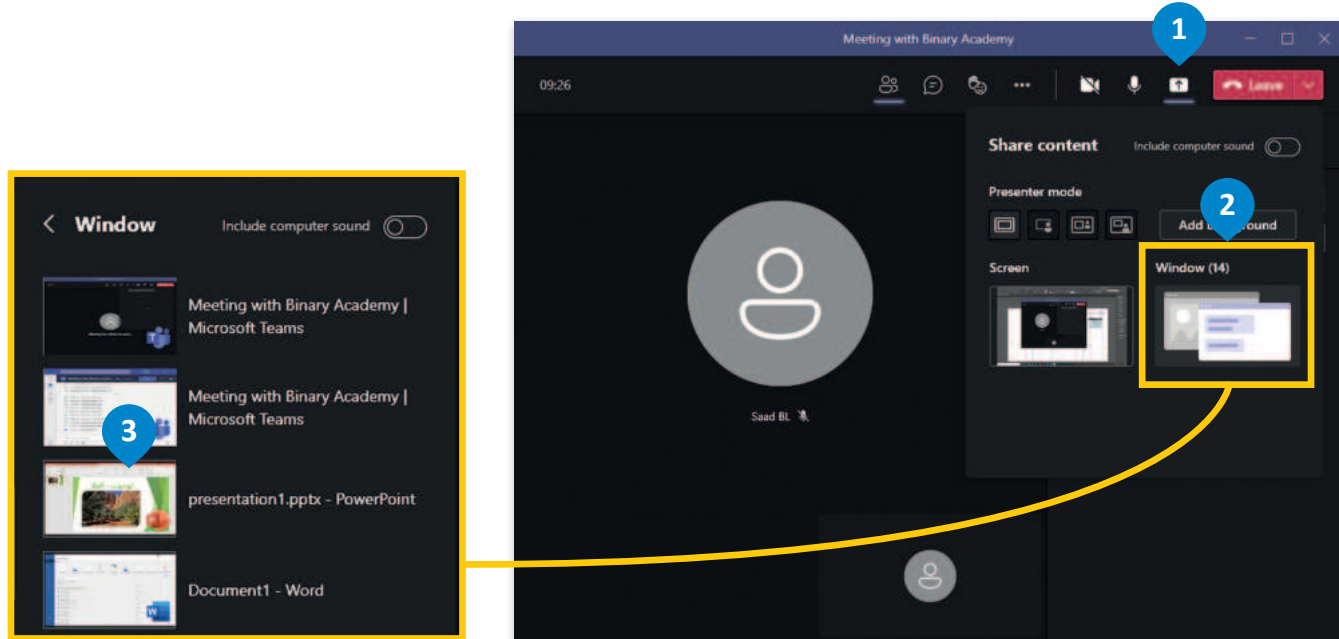 1
Meeting with Binary Academy
09:26
Leave
Share content
Include computer sound
Presenter mode
2
Add
ound
Screen
Window (14)
Saad BL
Window
Include computer sound
Meeting with Binary Academy |
Microsoft Teams
Meeting with Binary Academy |
Microsoft Teams
3
presentation1.pptx - PowerPoint
Document1 - Word